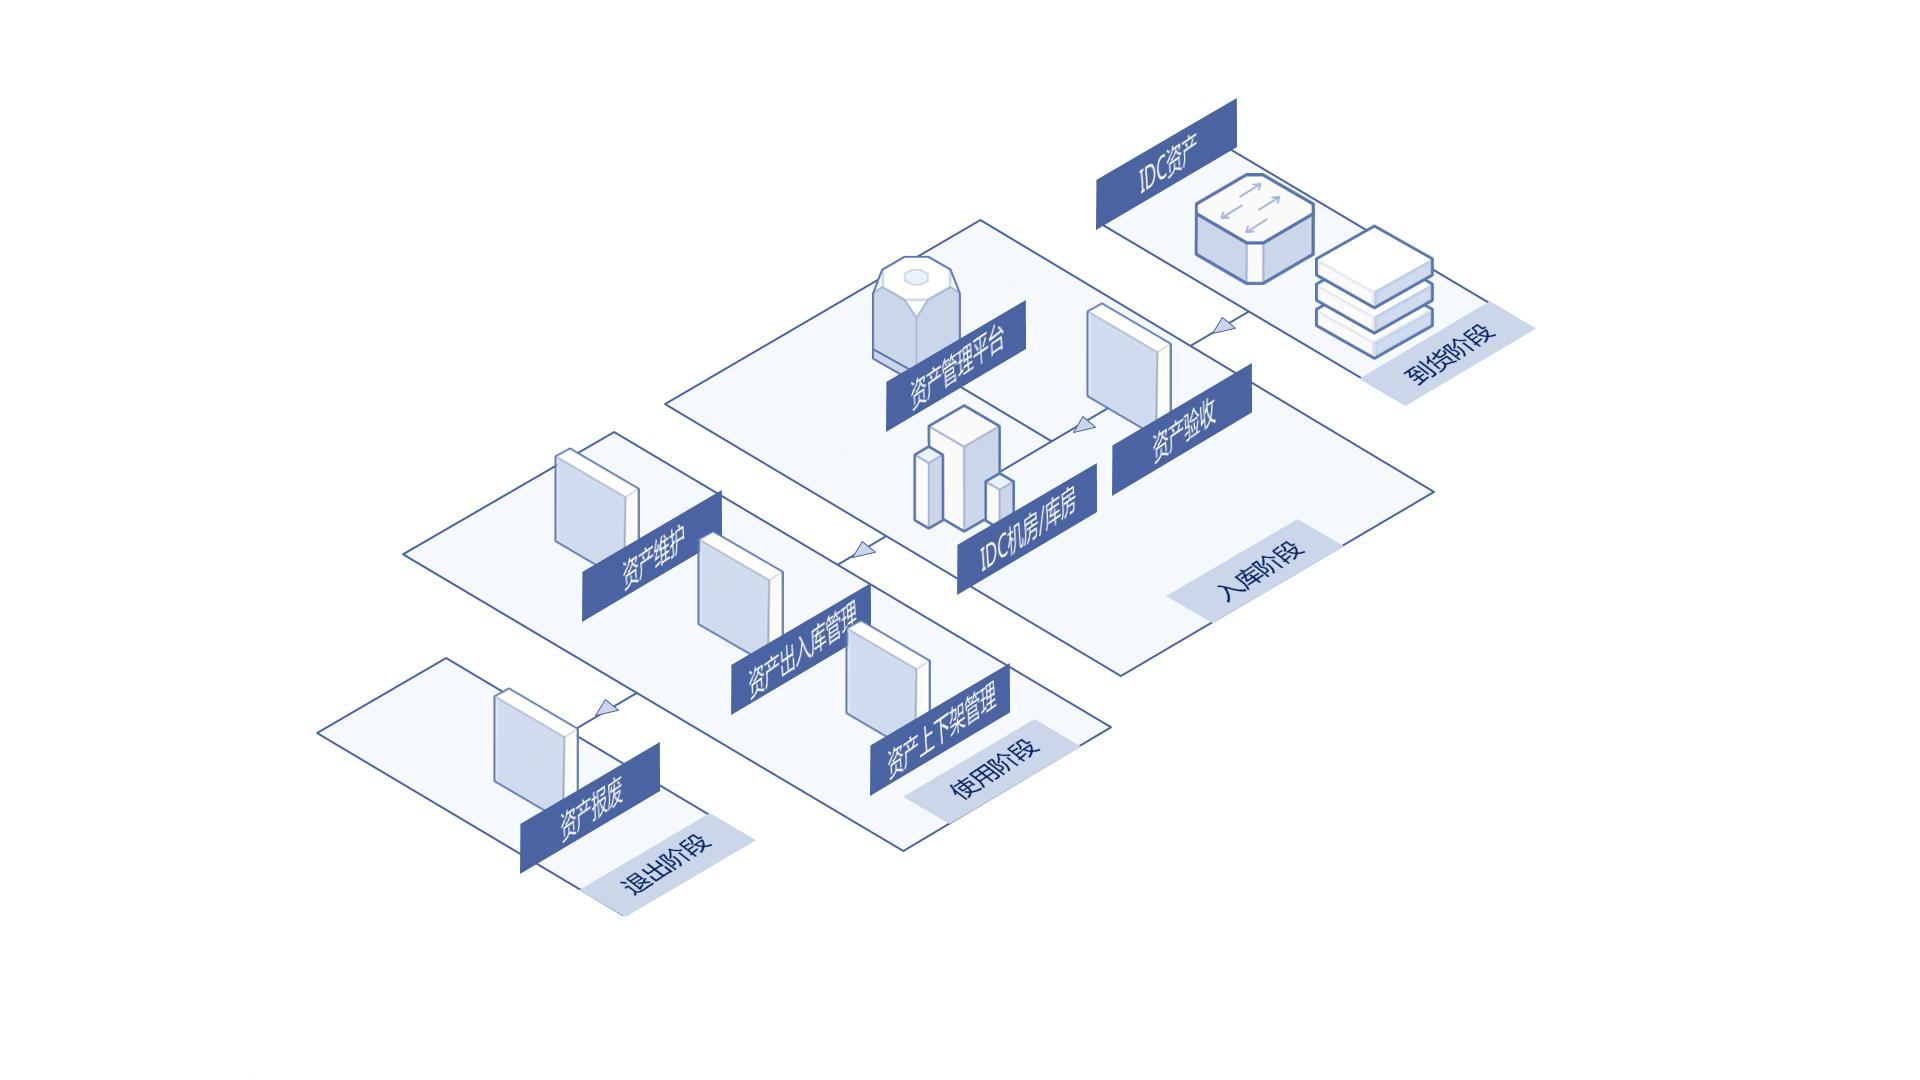 IDC资产
到货阶段
资产管理平台
资产验收
IDC机房/库房
入库阶段
资产维护
资产出入库管理
资产上下架管理
使用阶段
资产报废
退出阶段